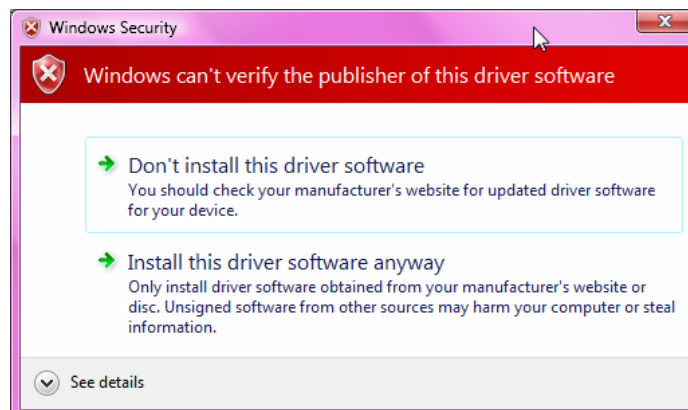 Windows Security
Windows can't verify the publisher of this driver software
Don't install this driver software
You should check your manufacturer's website for updated driver software
for your device.
Install this driver software anyway
Only install driver software obtained from your manufacturer's website or
disc. Unsigned software from other sources may harm your computer or steal
information.
See details